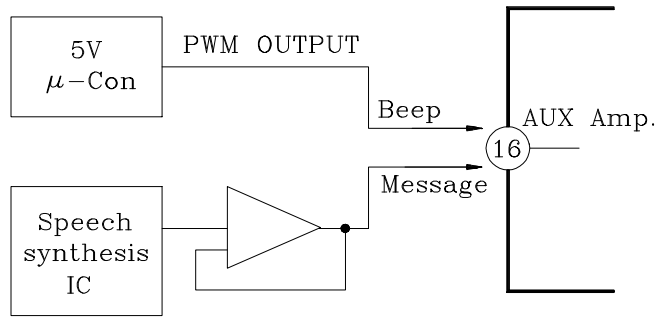 5V
μ-Con
PWM OUTPUT
Beep
AUX Amp.
16
Message
Speech
synthesis
IC